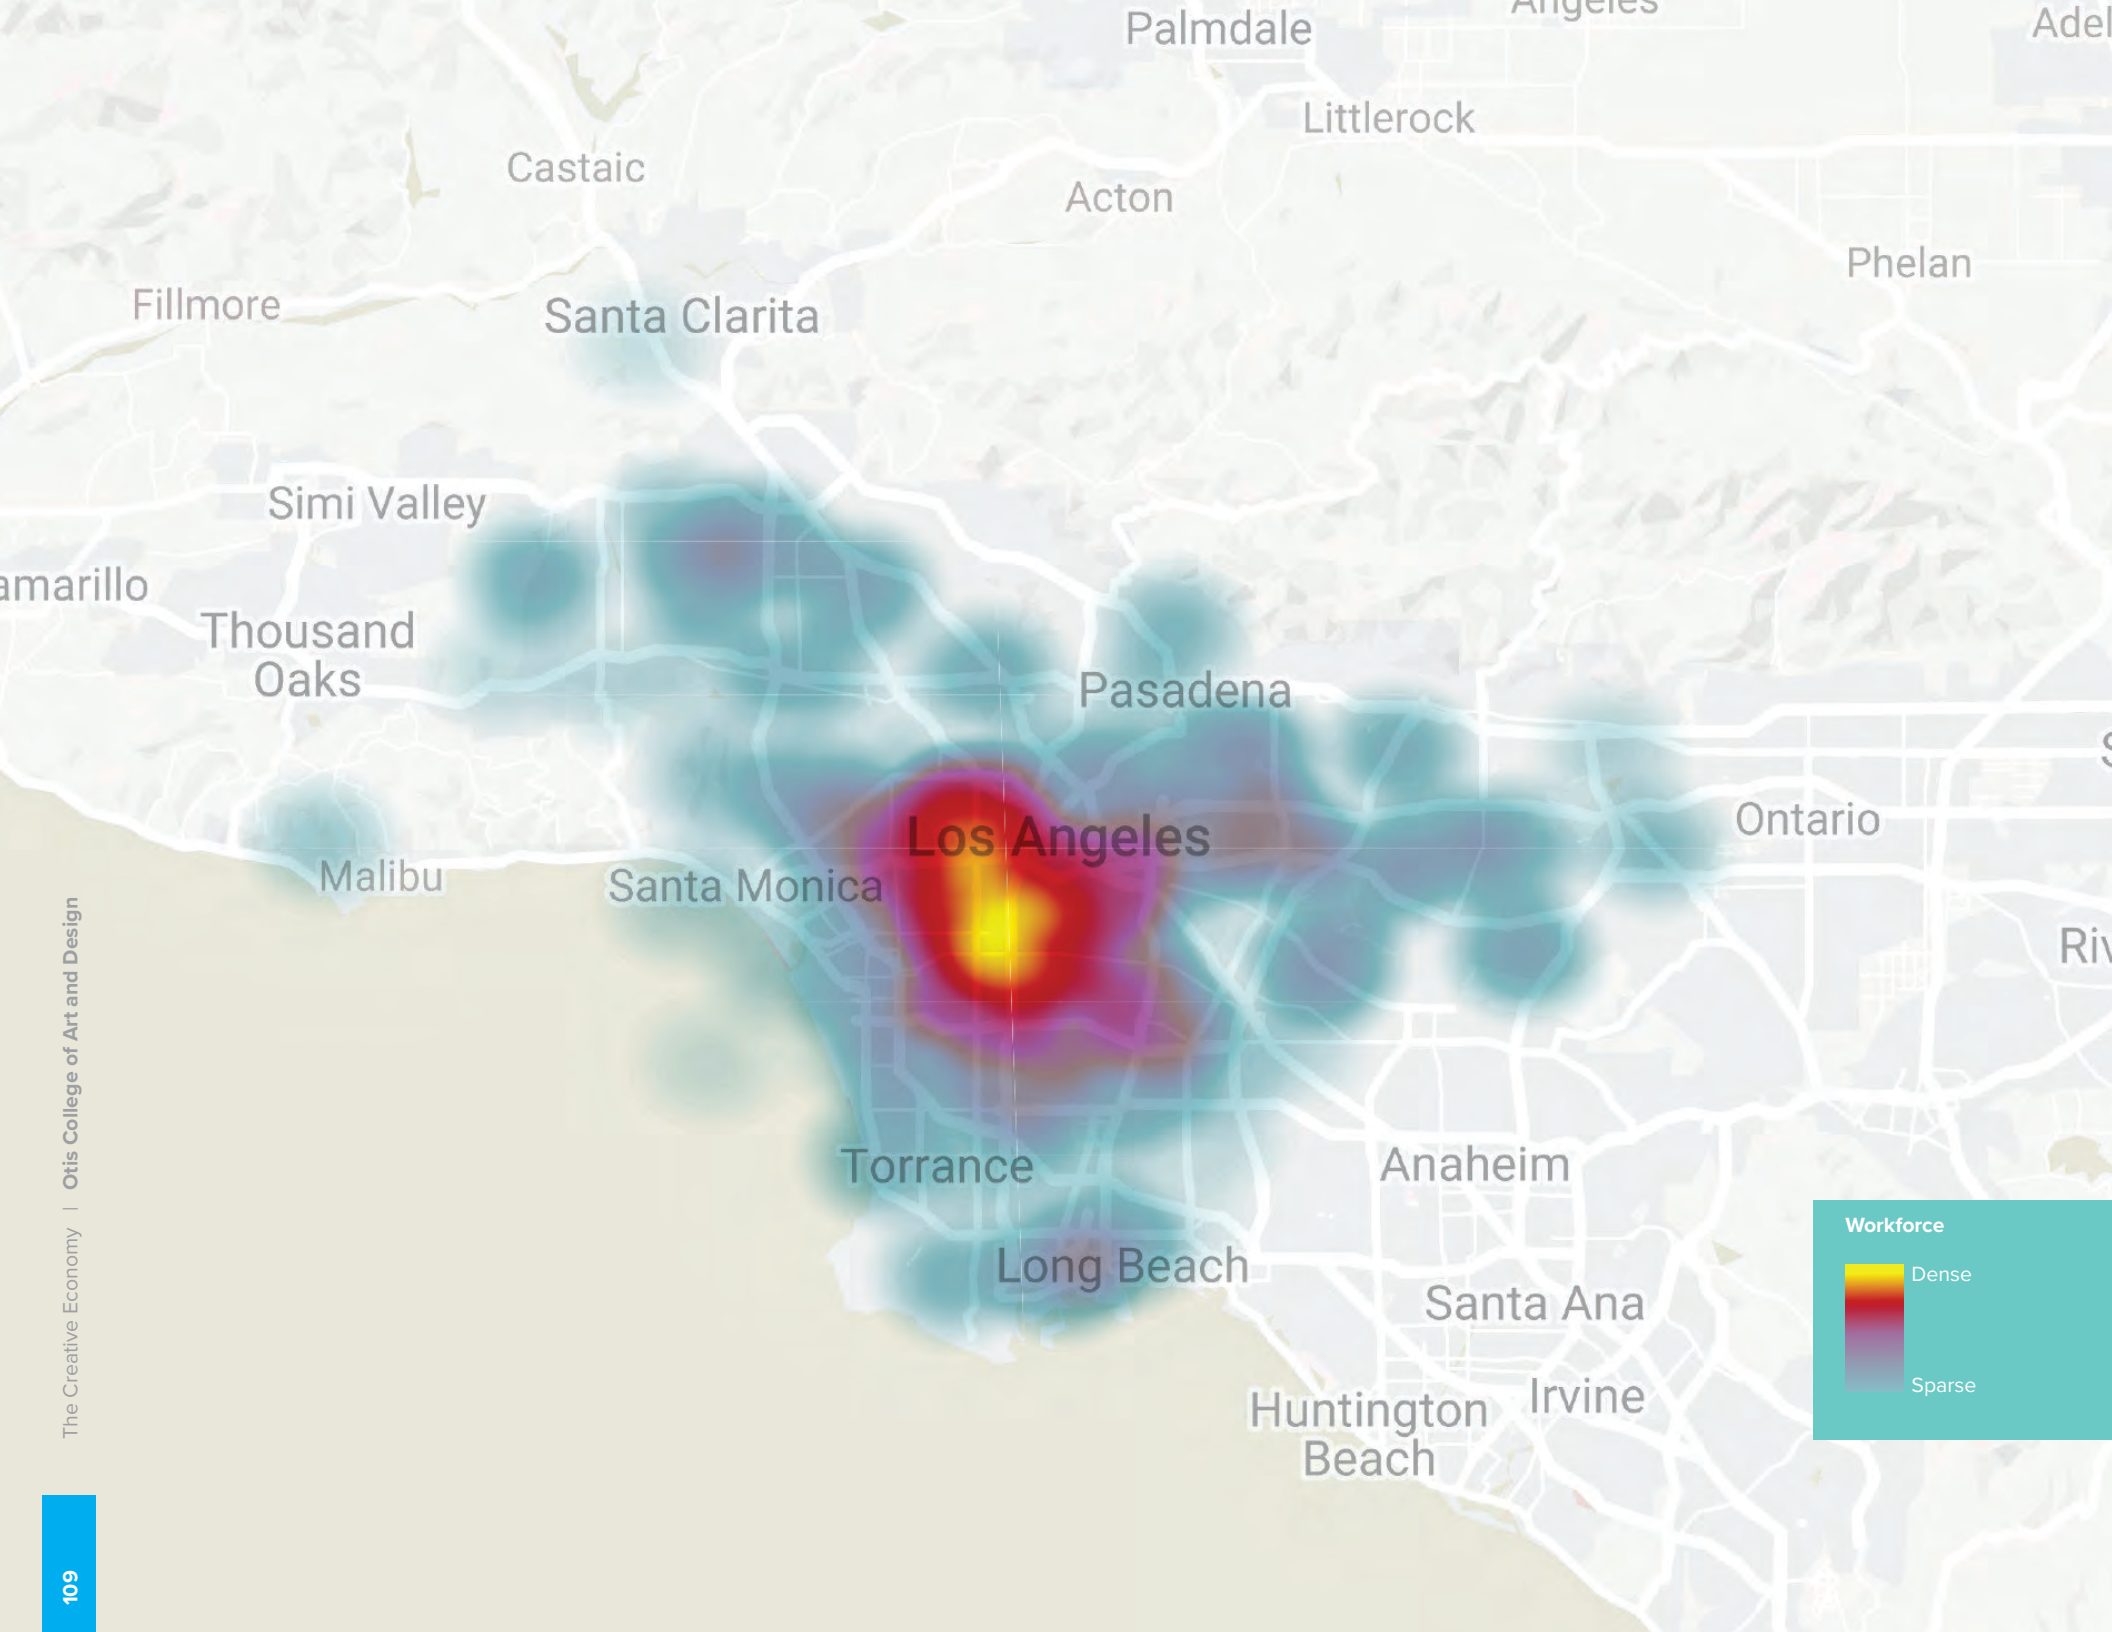 Palmdale
Angeles
Littlerock
Castaic
Acton
Phelan
Fillmore
Santa Clarita
Simi Valley
amarillo
Thousand
Oaks
Pasadena
Ontario
Los Angeles
Malibu
Santa Monica
Torrance
Anaheim
Long Beach
Santa Ana
Irvine
Huntington
Beach
Workforce
Dense
Sparse
The Creative Economy | Otis College of Art and Design
109